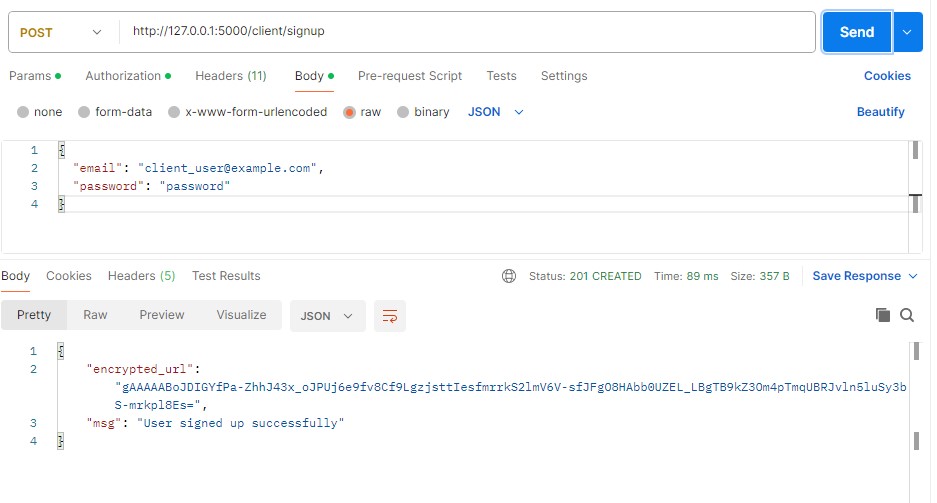 POST http://127.0.0.1:5000/client/signup Send
Params Authorization Headers (11) Body Pre-request Script Tests Settings Cookies
none form-data x-www-form-urlencoded raw binary JSON Beautify
1 {
2 "email": "client_user@example.com",
3 "password": "password"
4 }
Body Cookies Headers (5) Test Results Status: 201 CREATED Time: 89 ms Size: 357 B Save Response
Pretty Raw Preview Visualize JSON
1 {
2 "encrypted_url":
"gAAAAABoJDIGYfPa-ZhhJ43x_oJPUj6e9fv8Cf9LgzjsttIesfmrrkS2lmV6V-sfJFgO8HAbb0UZEL_LBgTB9kZ3Om4pTmqUBRJvln5luSy3b
S-mrkpl8Es=",
3 "msg": "User signed up successfully"
4 }